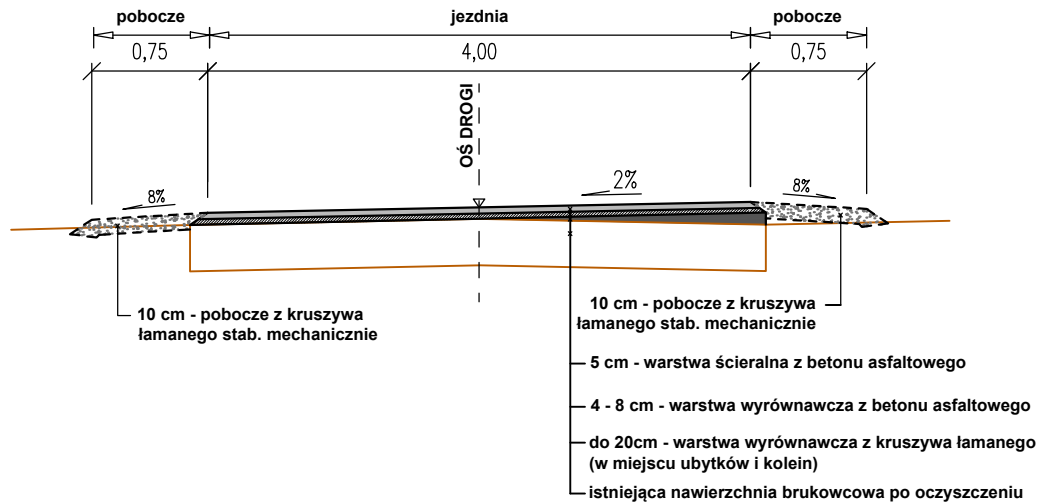 pobocze
jezdnia
pobocze
0,75
4,00
0,75
OŚ DROGI
8%
2%
8%
10 cm - pobocze z kruszywa
łamanego stab. mechanicznie
10 cm - pobocze z kruszywa
łamanego stab. mechanicznie
5 cm - warstwa ścieralna z betonu asfaltowego
4 - 8 cm - warstwa wyrównawcza z betonu asfaltowego
do 20cm - warstwa wyrównawcza z kruszywa łamanego
(w miejscu ubytków i kolein)
istniejąca nawierzchnia brukowcowa po oczyszczeniu